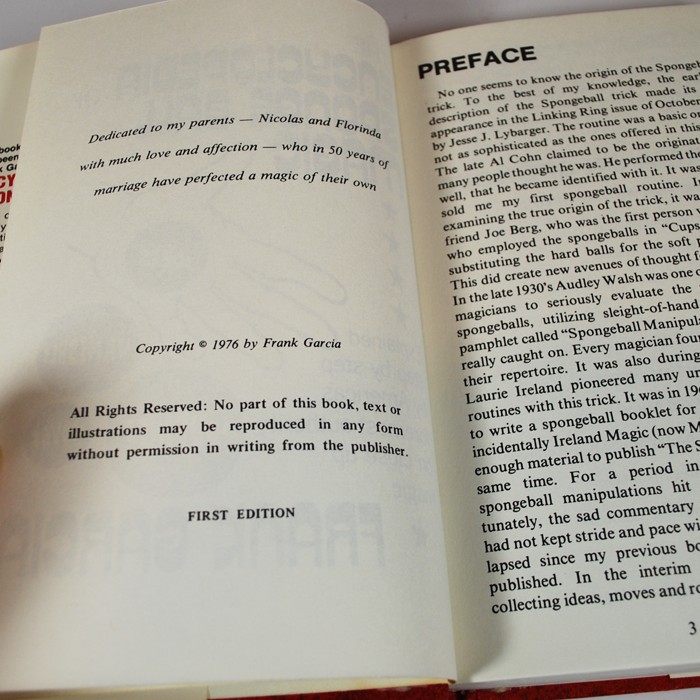 Dedicated to my parents — Nicolas and Florinda
with much love and affection — who in 50 years of
marriage have perfected a magic of their own
Copyright © 1976 by Frank Garcia
All Rights Reserved: No part of this book, text or
illustrations may be reproduced in any form
without permission in writing from the publisher.
FIRST EDITION
PREFACE
No one seems to know the origin of the
trick. To the best of my knowledge, the
description of the Spongeball trick made its
appearance in the Linking Ring issue of October
by Jesse J. Lybarger. The routine was a basic
not as sophisticated as the ones offered in
The late Al Cohn claimed to be the
many people thought he was. He performed
well, that he became identified with it. It was
sold me my first spongeball routine.
examining the true origin of the trick, it
friend Joe Berg, who was the first person
who employed the spongeballs in "Cups
substituting the hard balls for the soft
This did create new avenues of thought
In the late 1930's Audley Walsh was one
magicians to seriously evaluate the
spongeballs, utilizing sleight-of-hand
pamphlet called "Spongeball
really caught on. Every magician
their repertoire. It was also during
Laurie Ireland pioneered many
routines with this trick. It was in
to write a spongeball booklet for
incidentally Ireland Magic (now
enough material to publish "The
same time. For a period in
spongeball manipulations hit
tunately, the sad commentary
had not kept stride and pace
lapsed since my previous
published. In the interim
collecting ideas, moves and
3